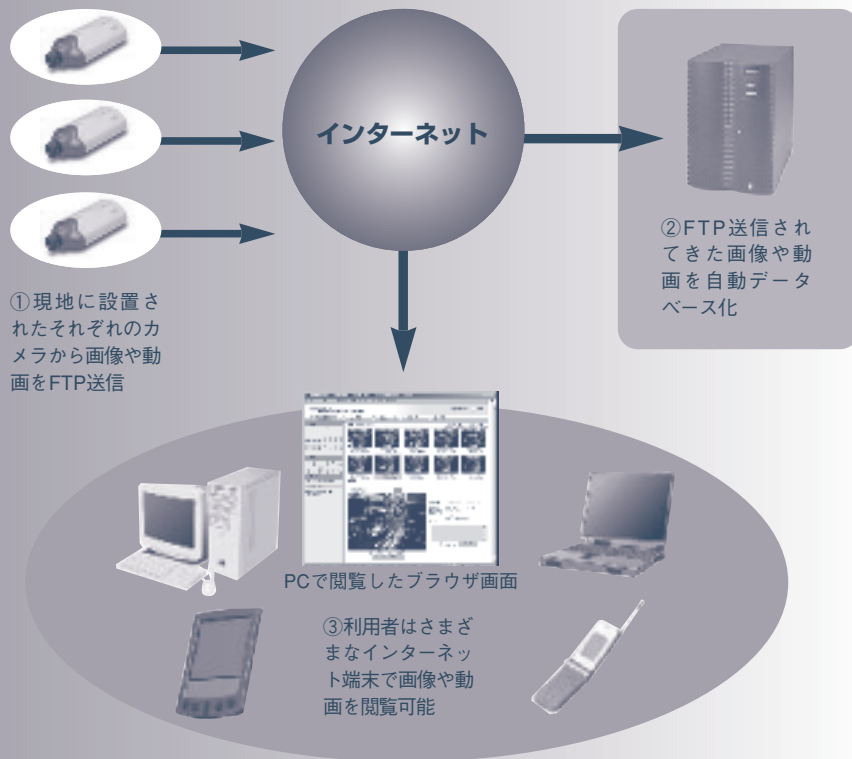 インターネット
①現地に設置さ
れたそれぞれのカ
メラから画像や動
画をFTP送信
②FTP送信され
てきた画像や動
画を自動データ
ベース化
PCで閲覧したブラウザ画面
③利用者はさまざ
まなインターネッ
ト端末で画像や動
画を閲覧可能